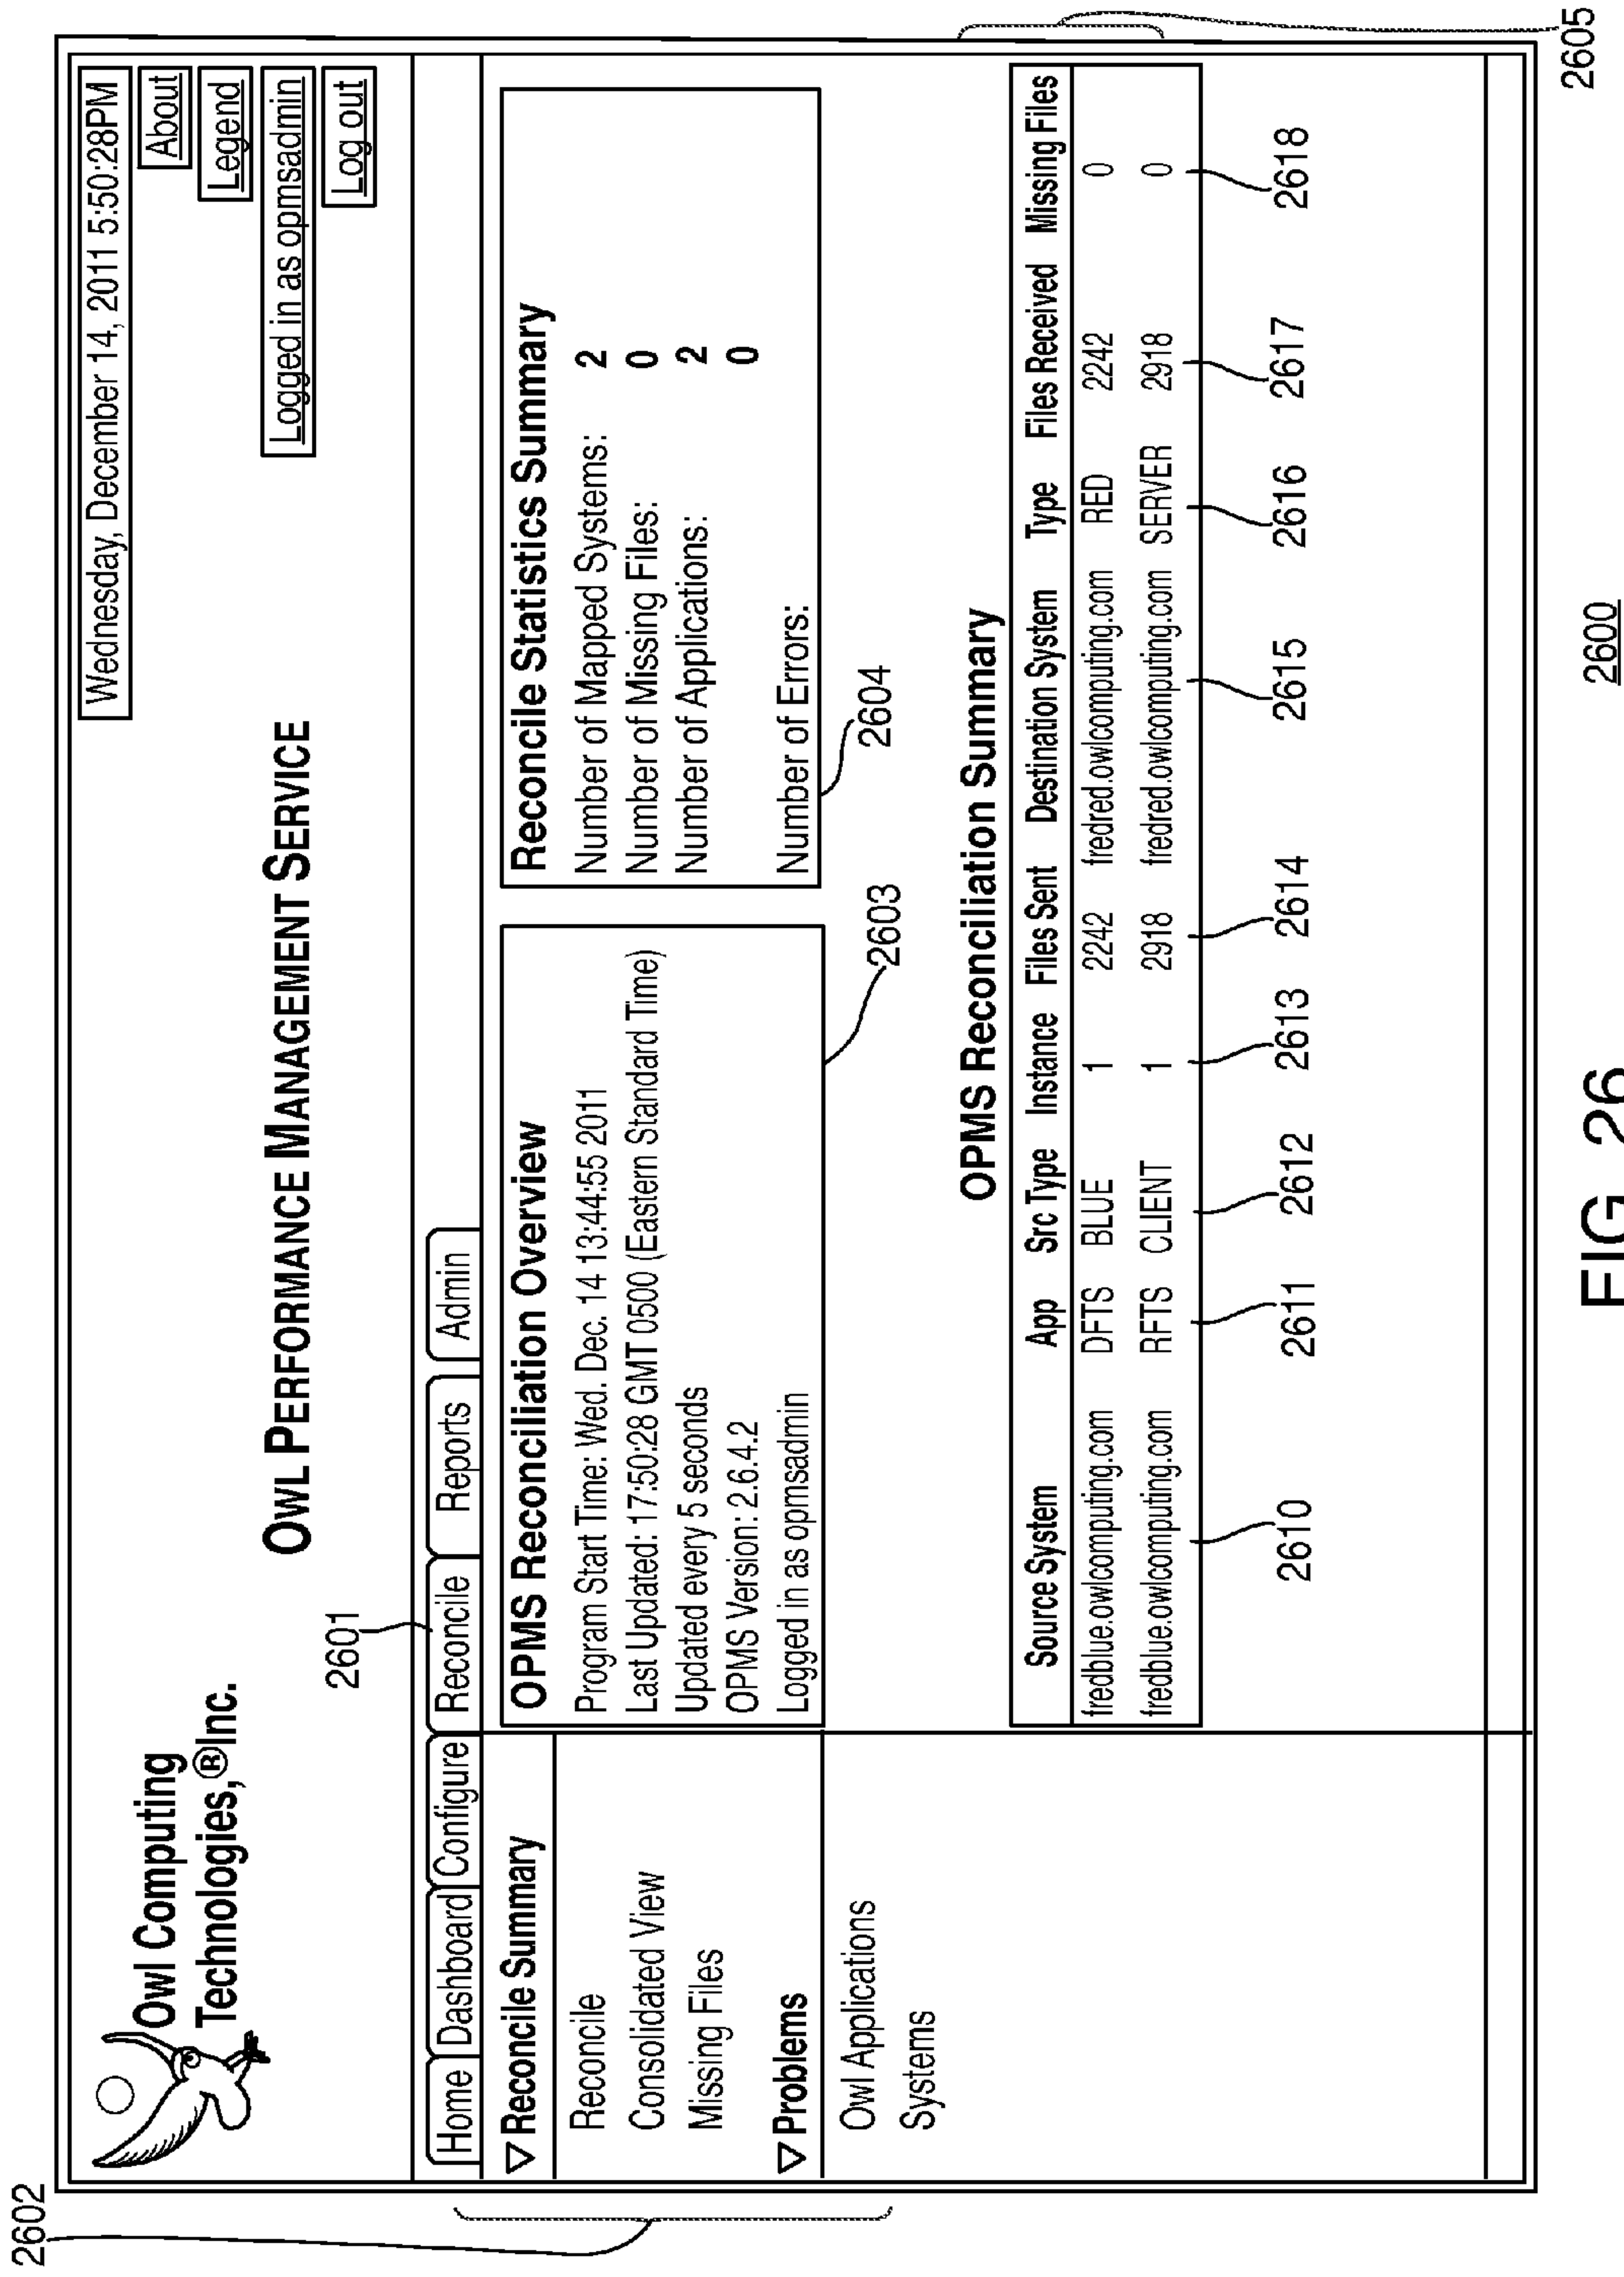 2602
Owl Computing
Technologies,®Inc.
Wednesday, December 14, 2011 5:50:28PM
About
Legend
Logged in as opmsadmin
Log out
OWL PERFORMANCE MANAGEMENT SERVICE
2601
Home Dashboard Configure Reconcile Reports Admin
▽ Reconcile Summary
Reconcile
Consolidated View
Missing Files
▽ Problems
Owl Applications
Systems
OPMS Reconciliation Overview
Program Start Time: Wed. Dec. 14 13:44:55 2011
Last Updated: 17:50:28 GMT 0500 (Eastern Standard Time)
Updated every 5 seconds
OPMS Version: 2.6.4.2
Logged in as opmsadmin
2603
Reconcile Statistics Summary
Number of Mapped Systems: 2
Number of Missing Files: 0
Number of Applications: 2
0
Number of Errors:
2604
OPMS Reconciliation Summary
Source System App Src Type Instance Files Sent Destination System Type Files Received Missing Files
fredblue.owlcomputing.com DFTS BLUE 1 2242 fredred.owlcomputing.com RED 2242 0
fredblue.owlcomputing.com RFTS CLIENT 1 2918 fredred.owlcomputing.com SERVER 2918 0
2610 2611 2612 2613 2614 2615 2616 2617 2618
2605
2600
FIG. 26